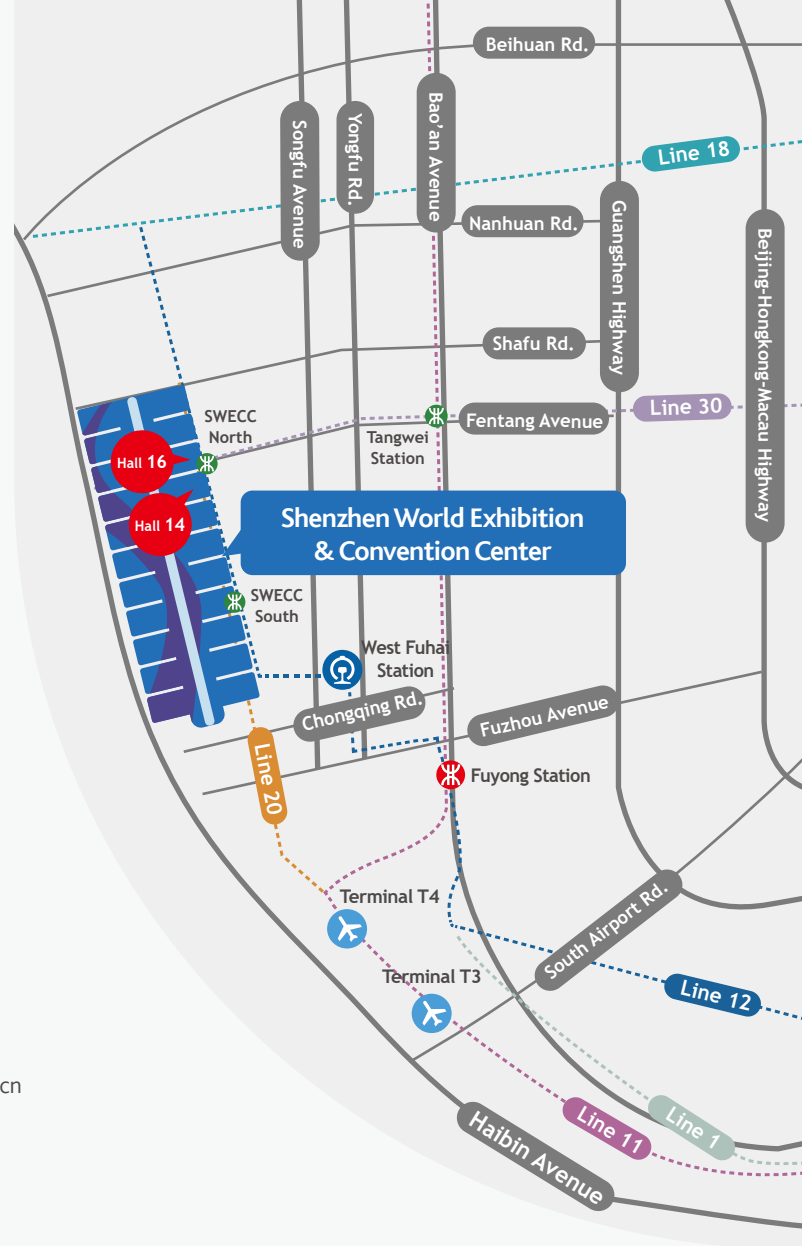 Beihuan Rd.
Songfu Avenue
Yongfu Rd.
Bao'an Avenue
Line 18
Nanhuan Rd.
Guangshen Highway
Beijing-Hongkong-Macau Highway
Shafu Rd.
SWECC
North
Tangwei
Station
Fentang Avenue
Line 30
Hall 16
Hall 14
Shenzhen World Exhibition
& Convention Center
SWECC
South
West Fuhai
Station
Chongqing Rd.
Fuzhou Avenue
Line 20
Fuyong Station
Terminal T4
South Airport Rd.
Terminal T3
Line 12
cn
Line 11
Line 1
Haibin Avenue